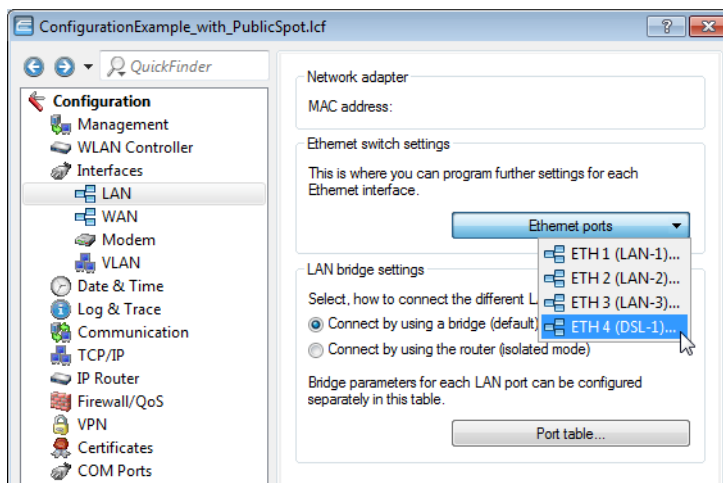 ConfigurationExample_with_PublicSpot.lcf
QuickFinder
Configuration
Management
WLAN Controller
Interfaces
LAN
WAN
Modem
VLAN
Date & Time
Log & Trace
Communication
TCP/IP
IP Router
Firewall/QoS
VPN
Certificates
COM Ports
Network adapter
MAC address:
Ethernet switch settings
This is where you can program further settings for each
Ethernet interface.
Ethernet ports
ETH 1 (LAN-1)...
ETH 2 (LAN-2)...
ETH 3 (LAN-3)...
ETH 4 (DSL-1)...
LAN bridge settings
Select, how to connect the different
Connect by using a bridge (default)
Connect by using the router (isolated mode)
Bridge parameters for each LAN port can be configured
separately in this table.
Port table...